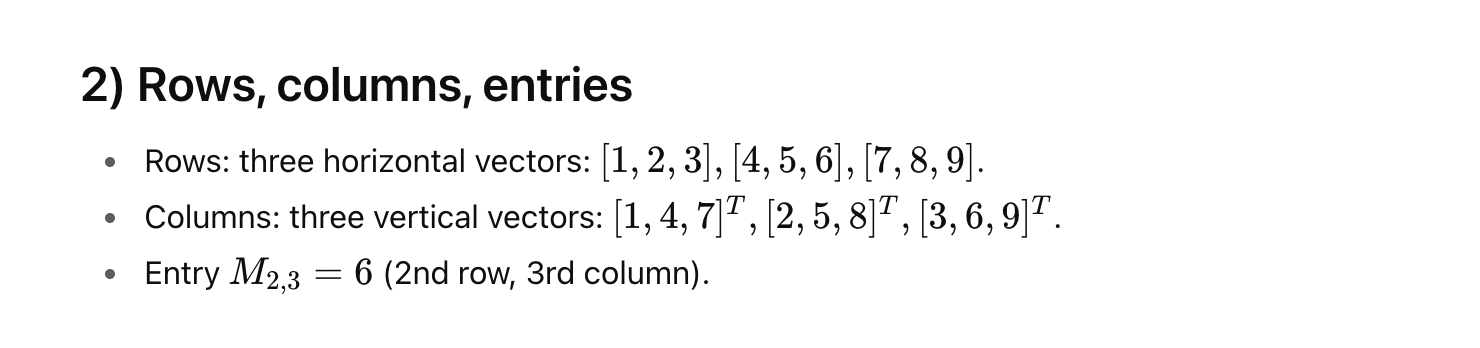 2) Rows, columns, entries
• Rows: three horizontal vectors: [1, 2, 3], [4, 5, 6], [7, 8, 9].
• Columns: three vertical vectors: [1, 4, 7]^T, [2, 5, 8]^T, [3, 6, 9]^T.
• Entry M_{2,3} = 6 (2nd row, 3rd column).